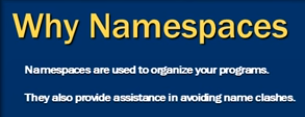 Why Namespaces
Namespaces are used to organize your programs.
They also provide assistance in avoiding name clashes.